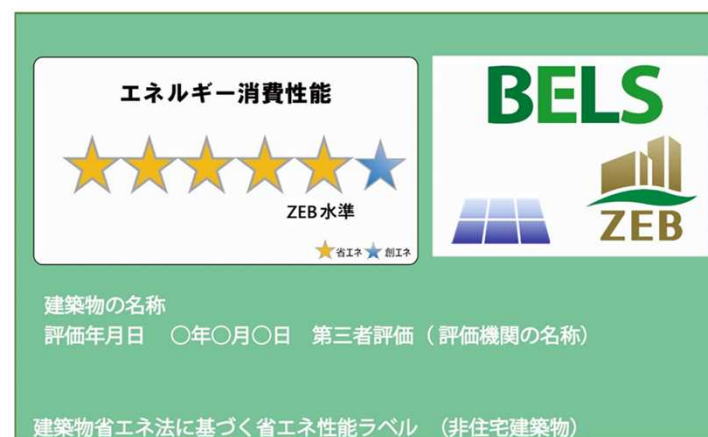 エネルギー消費性能
ZEB水準
省エネ 創エネ
BELS
ZEB
建築物の名称
評価年月日 〇年〇月〇日 第三者評価（評価機関の名称）
建築物省エネ法に基づく省エネ性能ラベル （非住宅建築物）